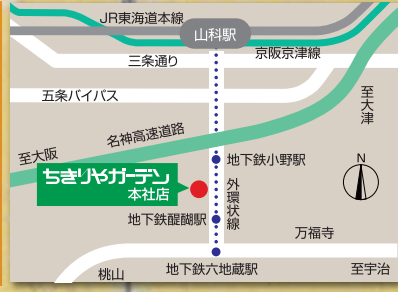 JR東海道本線
山科駅
京阪京津線
三条通り
五条バイパス
至大津
名神高速道路
至大阪
地下鉄小野駅
N
ちきりやガーデン
本社店
外環状線
地下鉄醍醐駅
万福寺
桃山
地下鉄六地蔵駅
至宇治